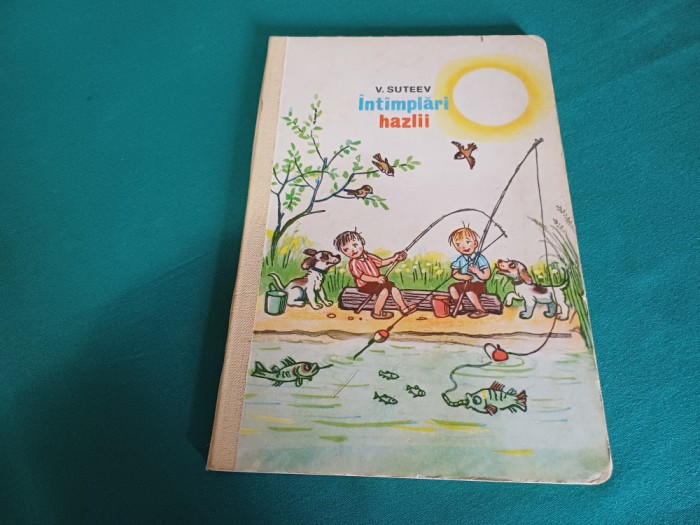 V. SUTEEV
Întîmplări
hazlii